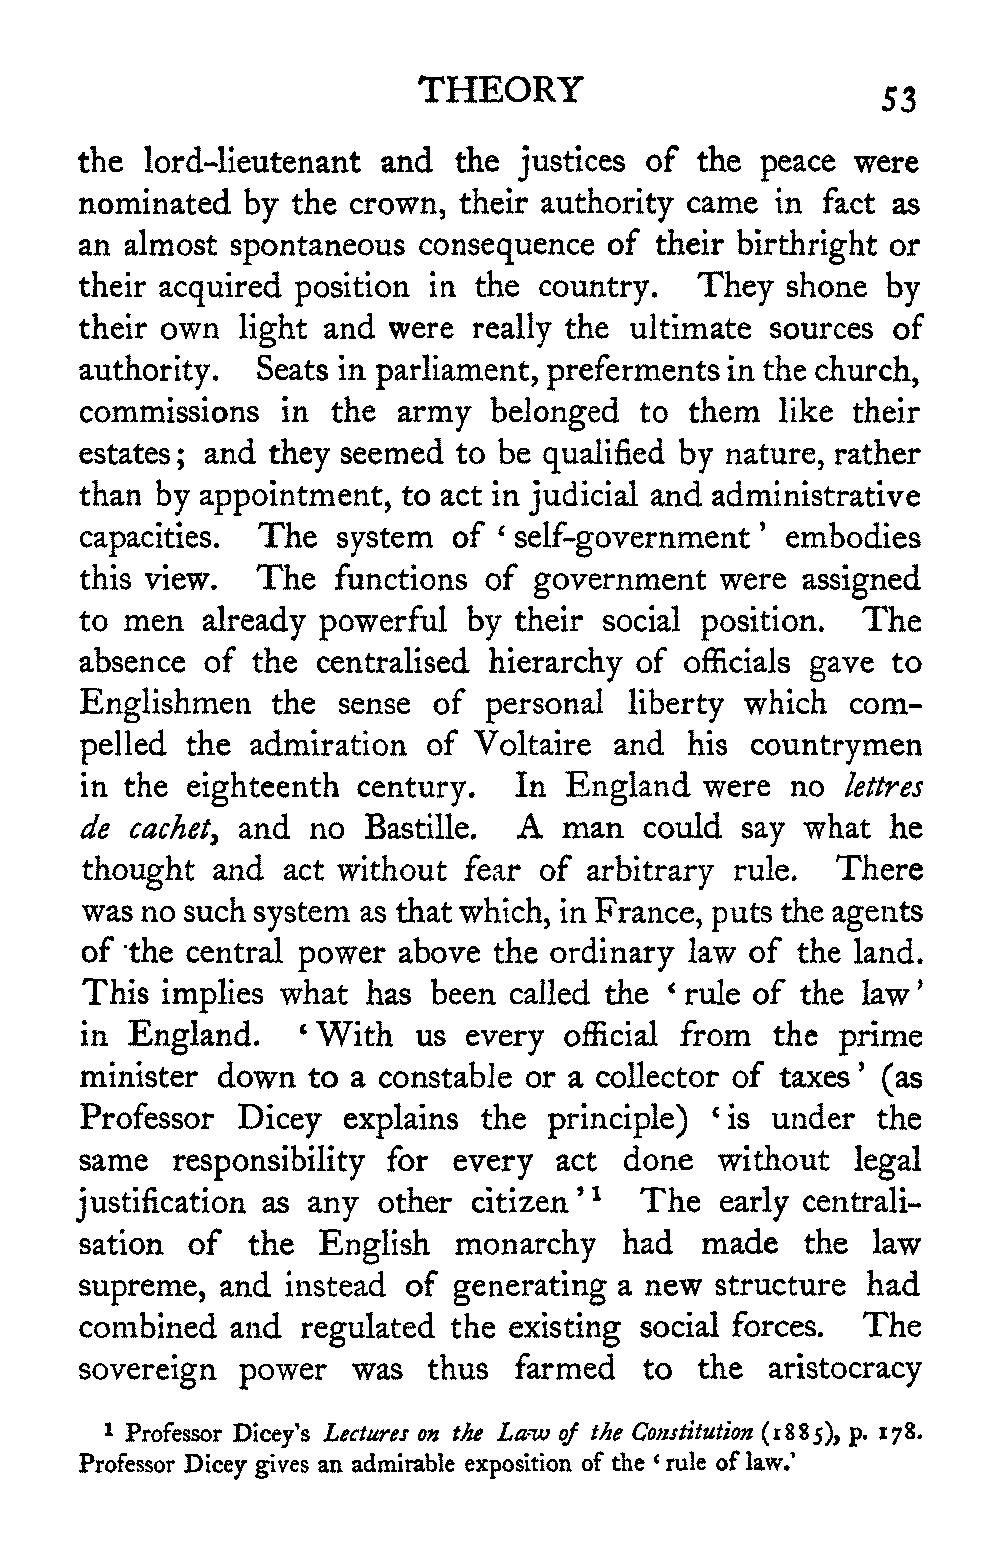 THEORY
53
the lord-lieutenant and the justices of the peace were
nominated by the crown, their authority came in fact as
an almost spontaneous consequence of their birthright or
their acquired position in the country. They shone by
their own light and were really the ultimate sources of
authority. Seats in parliament, preferments in the church,
commissions in the army belonged to them like their
estates; and they seemed to be qualified by nature, rather
than by appointment, to act in judicial and administrative
capacities. The system of ‘self-government’ embodies
this view. The functions of government were assigned
to men already powerful by their social position. The
absence of the centralised hierarchy of officials gave to
Englishmen the sense of personal liberty which com-
pelled the admiration of Voltaire and his countrymen
in the eighteenth century. In England were no lettres
de cachet, and no Bastille. A man could say what he
thought and act without fear of arbitrary rule. There
was no such system as that which, in France, puts the agents
of the central power above the ordinary law of the land.
This implies what has been called the ‘rule of the law’
in England. ‘With us every official from the prime
minister down to a constable or a collector of taxes’ (as
Professor Dicey explains the principle) ‘is under the
same responsibility for every act done without legal
justification as any other citizen’¹ The early centrali-
sation of the English monarchy had made the law
supreme, and instead of generating a new structure had
combined and regulated the existing social forces. The
sovereign power was thus farmed to the aristocracy
¹ Professor Dicey's Lectures on the Law of the Constitution (1885), p. 178.
Professor Dicey gives an admirable exposition of the ‘rule of law.’